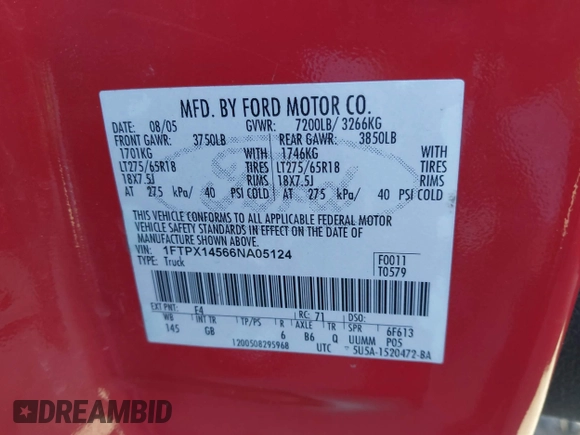 MFD. BY FORD MOTOR CO.
DATE: 08/05 GVWR: 7200LB/ 3266KG
FRONT GAWR: 3750LB REAR GAWR: 3850LB
1701KG WITH 1746KG WITH
LT275/65R18 TIRES LT275/65R18 TIRES
18X7.5J RIMS 18X7.5J RIMS
AT 275 kPa/ 40 PSI COLD AT 275 kPa/ 40 PSI COLD
THIS VEHICLE CONFORMS TO ALL APPLICABLE FEDERAL MOTOR
VEHICLE SAFETY STANDARDS IN EFFECT ON THE DATE OF
MANUFACTURE SHOWN ABOVE.
VIN: 1FTPX14566NA05124 F0011
TYPE: Truck T0579
EXT PNT: E4 RC: 71 DSO:
WB INT TR TP/PS R AXLE TR SPR 6F613
145 GB 6 B6 Q UUMM P05
1200508295968 UTC 5U5A-1520472-BA
DREAMBID